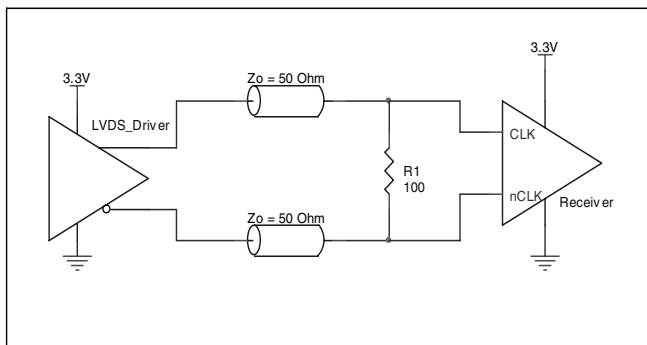 3.3V
LVDS_Driver
Zo = 50 Ohm
Zo = 50 Ohm
R1
100
3.3V
CLK
nCLK
Receiver